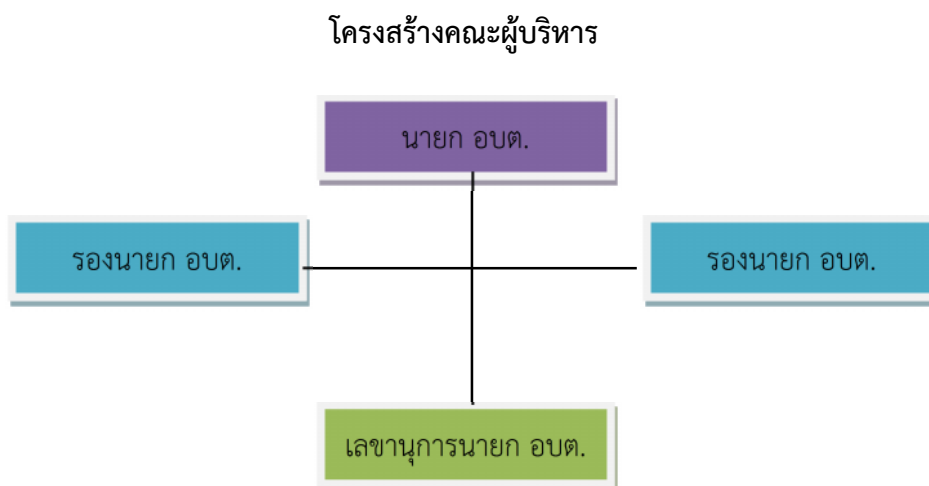 โครงสร้างคณะผู้บริหาร
นายก อบต.
รองนายก อบต.
รองนายก อบต.
เลขานุการนายก อบต.